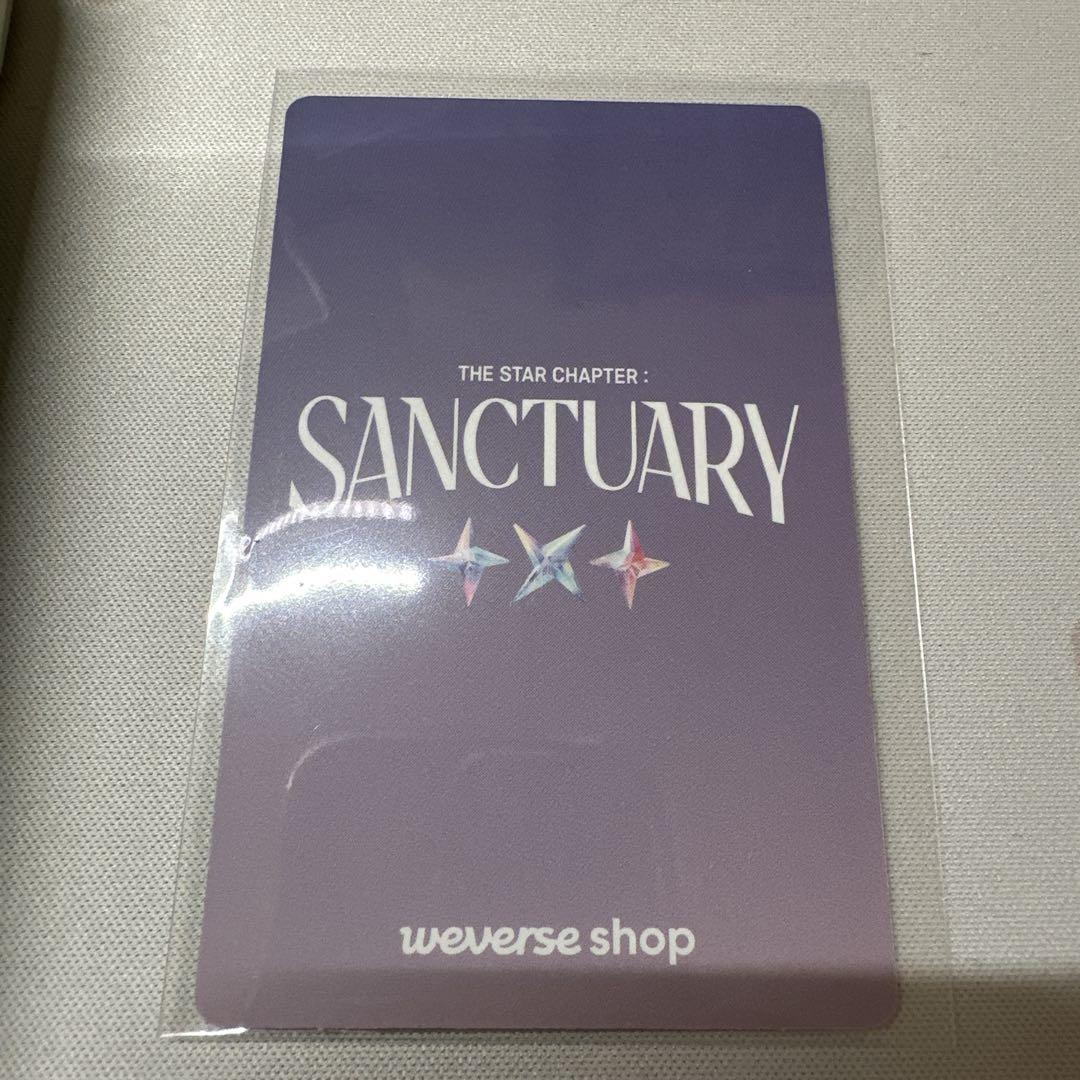 THE STAR CHAPTER :
SANCTUARY
weverse shop